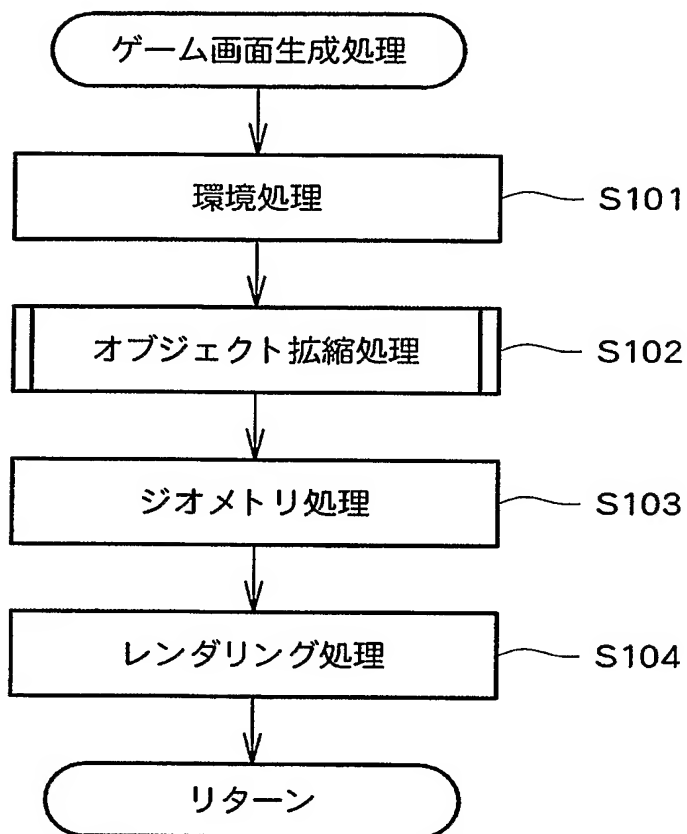 ゲーム画面生成処理
環境処理
S101
オブジェクト拡縮処理
S102
ジオメトリ処理
S103
レンダリング処理
S104
リターン